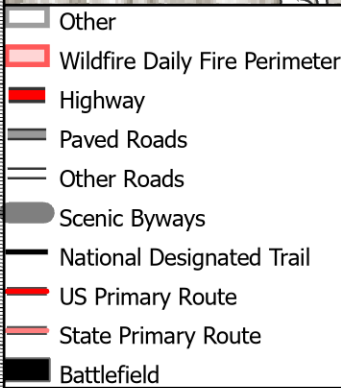 Other
Wildfire Daily Fire Perimeter
Highway
Paved Roads
Other Roads
Scenic Byways
National Designated Trail
US Primary Route
State Primary Route
Battlefield